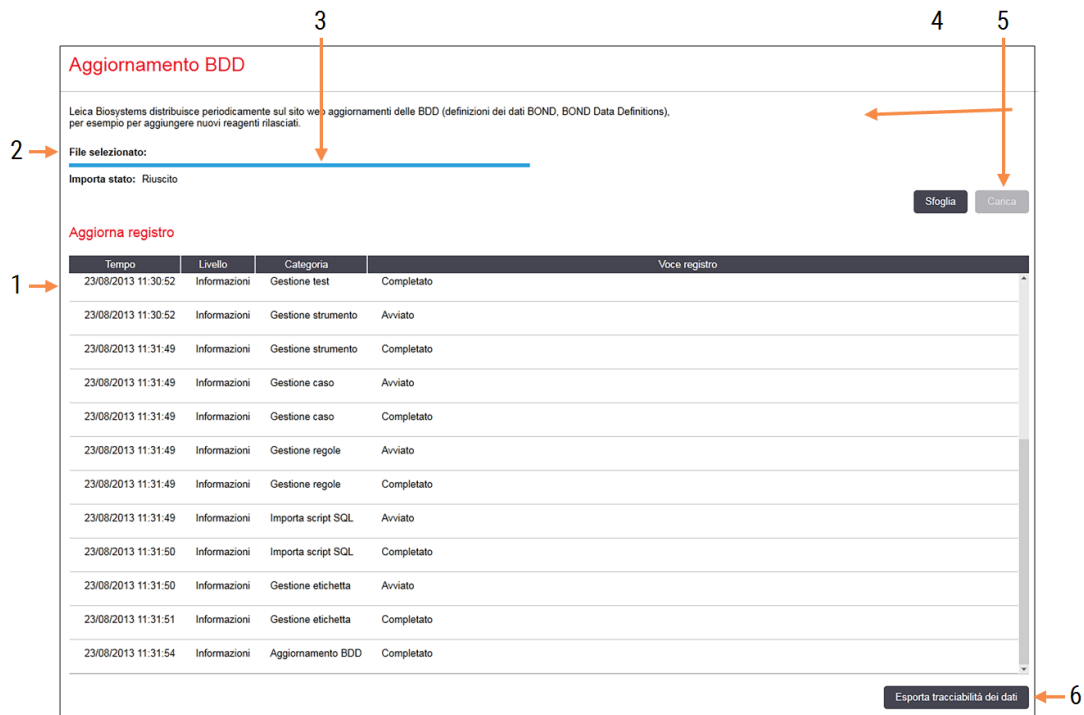 3 4 5
Aggiornamento BDD
Leica Biosystems distribuisce periodicamente sul sito web aggiornamenti delle BDD (definizioni dei dati BOND, BOND Data Definitions),
per esempio per aggiungere nuovi reagenti rilasciati.
2 File selezionato:
Importa stato: Riuscito
Sfoglia Carica
Aggiorna registro
Tempo Livello Categoria Voce registro
1 23/08/2013 11:30:52 Informazioni Gestione test Completato
23/08/2013 11:30:52 Informazioni Gestione strumento Avviato
23/08/2013 11:31:49 Informazioni Gestione strumento Completato
23/08/2013 11:31:49 Informazioni Gestione caso Avviato
23/08/2013 11:31:49 Informazioni Gestione caso Completato
23/08/2013 11:31:49 Informazioni Gestione regole Avviato
23/08/2013 11:31:49 Informazioni Gestione regole Completato
23/08/2013 11:31:49 Informazioni Importa script SQL Avviato
23/08/2013 11:31:50 Informazioni Importa script SQL Completato
23/08/2013 11:31:50 Informazioni Gestione etichetta Avviato
23/08/2013 11:31:51 Informazioni Gestione etichetta Completato
23/08/2013 11:31:54 Informazioni Aggiornamento BDD Completato
Esporta tracciabilità dei dati 6